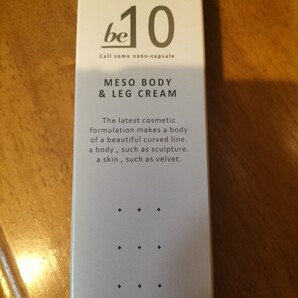 be10
Cell some nano-capsule
MESO BODY
& LEG CREAM
The latest cosmetic
formulation makes a body
of a beautiful curved line.
a body , such as sculpture.
a skin , such as velvet.